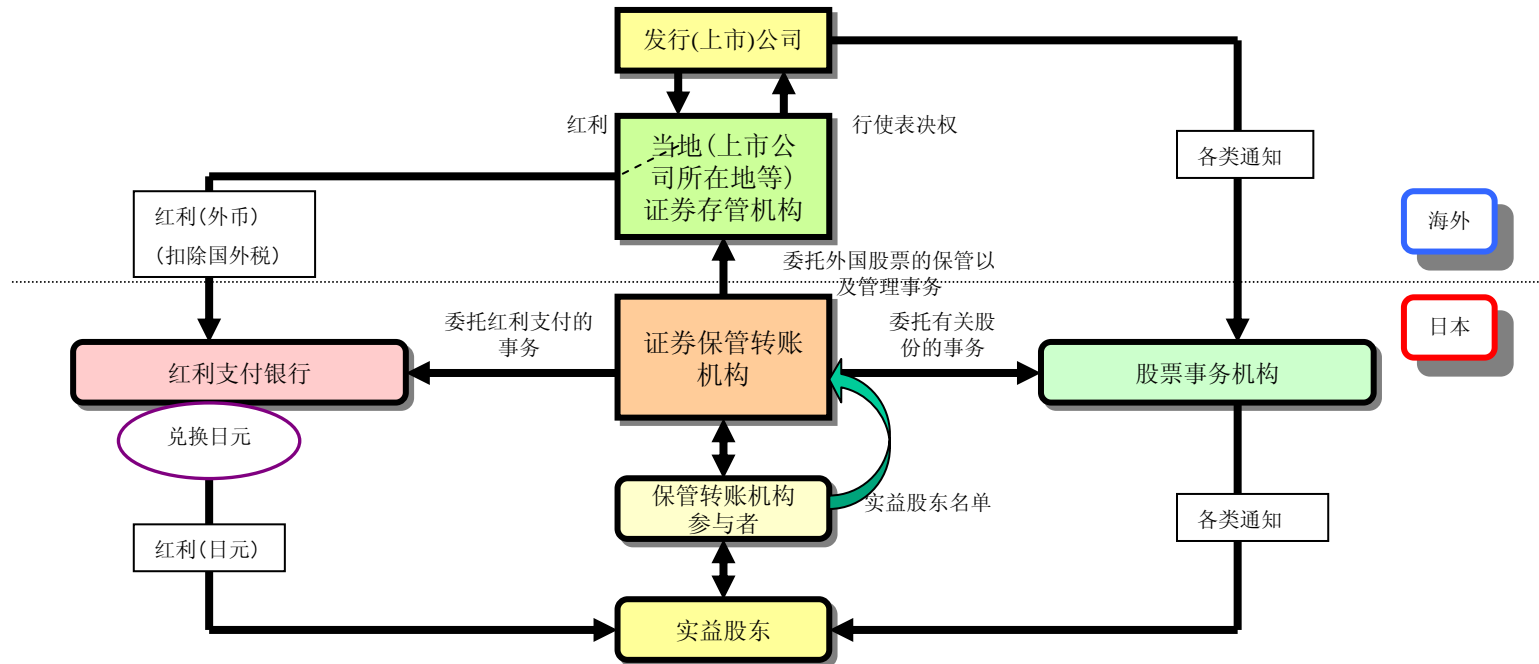 发行(上市)公司
红利
行使表决权
当地(上市公
司所在地等)
证券存管机构
各类通知
红利(外币)
(扣除国外税)
海外
委托外国股票的保管以
及管理事务
日本
委托红利支付的
事务
证券保管转账
机构
委托有关股
份的事务
红利支付银行
股票事务机构
兑换日元
保管转账机构
参与者
实益股东名单
各类通知
红利(日元)
实益股东